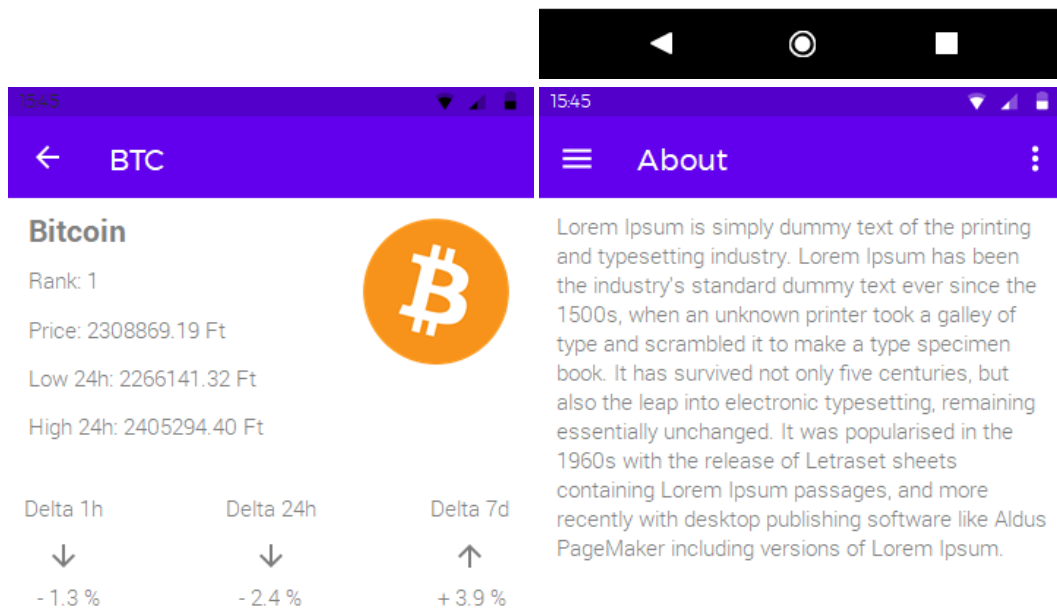 15:45
BTC
Bitcoin
Rank: 1
Price: 2308869.19 Ft
Low 24h: 2266141.32 Ft
High 24h: 2405294.40 Ft
Delta 1h Delta 24h Delta 7d
- 1.3 % - 2.4 % + 3.9 %
15:45
About
Lorem Ipsum is simply dummy text of the printing
and typesetting industry. Lorem Ipsum has been
the industry's standard dummy text ever since the
1500s, when an unknown printer took a galley of
type and scrambled it to make a type specimen
book. It has survived not only five centuries, but
also the leap into electronic typesetting, remaining
essentially unchanged. It was popularised in the
1960s with the release of Letraset sheets
containing Lorem Ipsum passages, and more
recently with desktop publishing software like Aldus
PageMaker including versions of Lorem Ipsum.